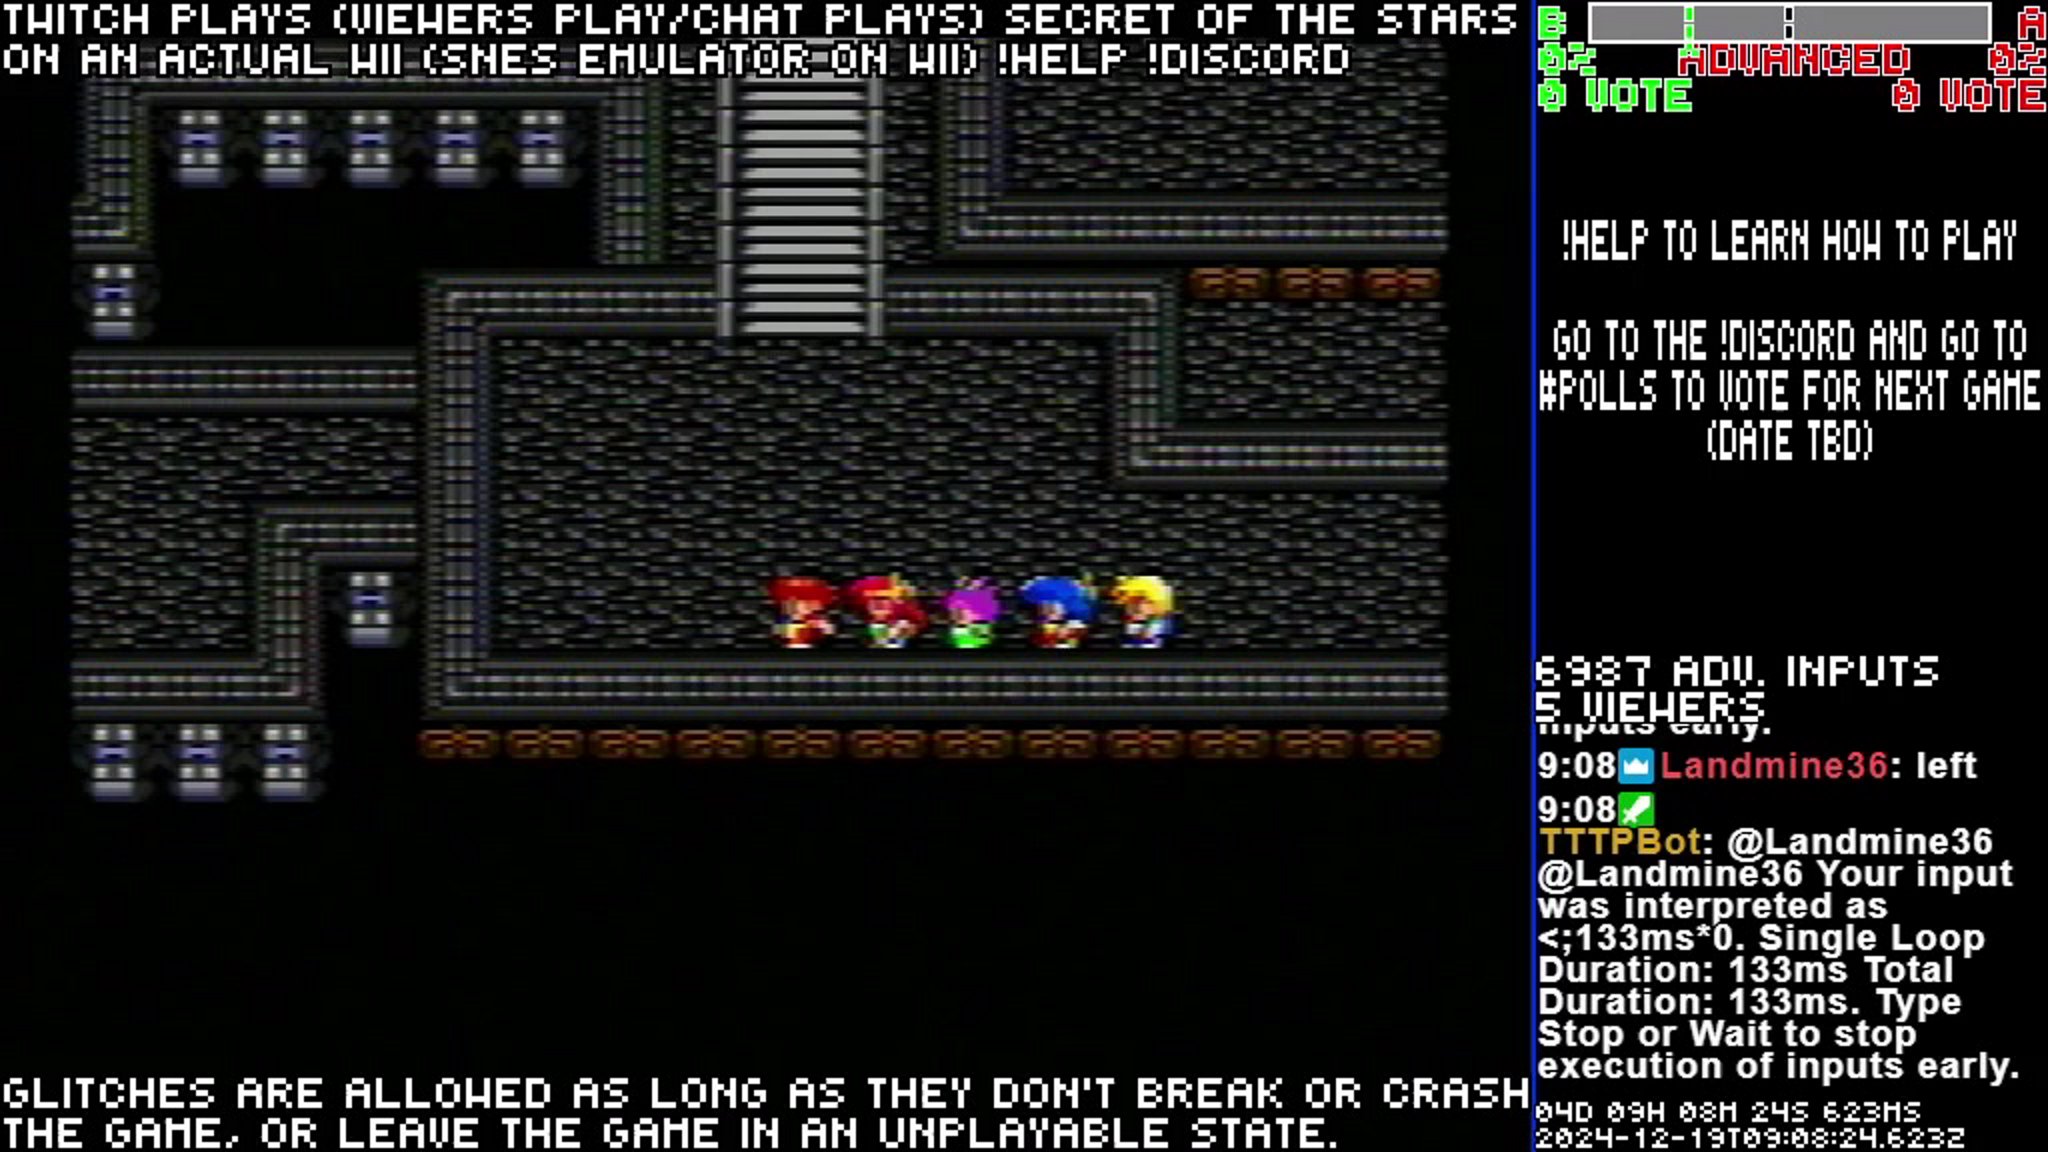 TWITCH PLAYS (VIEWERS PLAY/CHAT PLAYS) SECRET OF THE STARS
ON AN ACTUAL WII (SNES EMULATOR ON WII) !HELP !DISCORD
B A
0% ADVANCED 0%
0 VOTE 0 VOTE
!HELP TO LEARN HOW TO PLAY
GO TO THE !DISCORD AND GO TO
#POLLS TO VOTE FOR NEXT GAME
(DATE TBD)
6987 ADV. INPUTS
5 VIEWERS
inputs early.
9:08 Landmine36: left
9:08
TTTPBot: @Landmine36
@Landmine36 Your input
was interpreted as
<;133ms*0. Single Loop
Duration: 133ms Total
Duration: 133ms. Type
Stop or Wait to stop
execution of inputs early.
04D 09H 08M 24S 623MS
2024-12-19T09:08:24.623Z
GLITCHES ARE ALLOWED AS LONG AS THEY DON'T BREAK OR CRASH
THE GAME, OR LEAVE THE GAME IN AN UNPLAYABLE STATE.